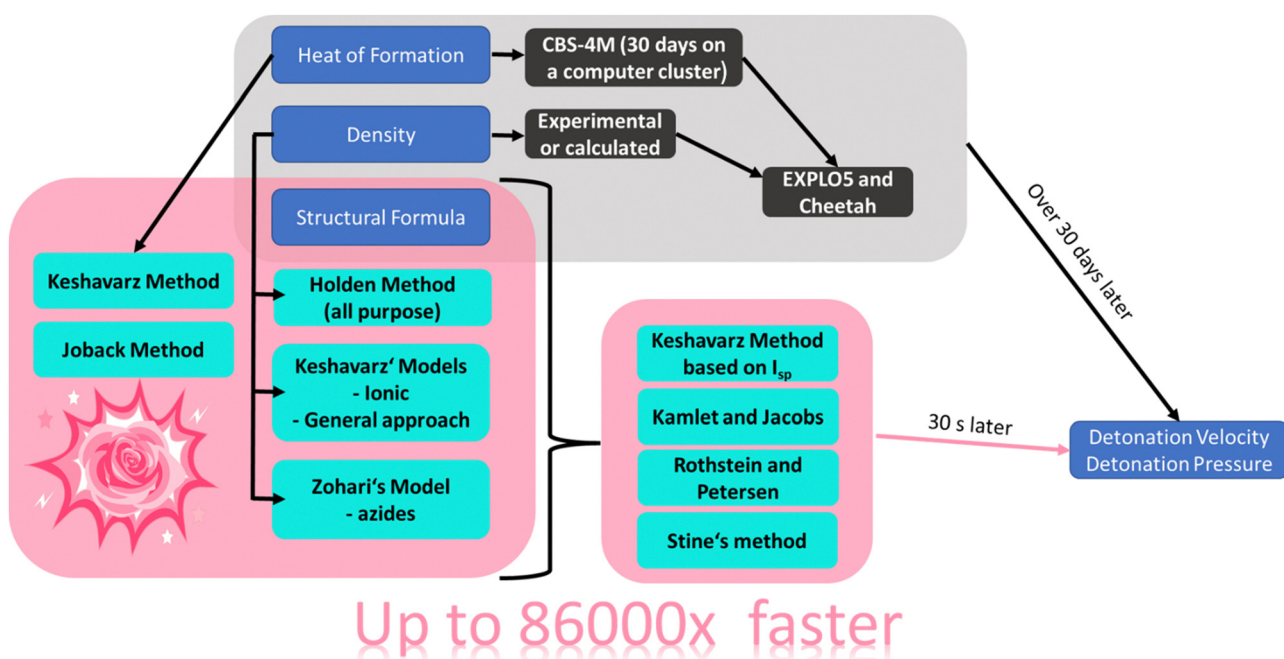 Heat of Formation
CBS-4M (30 days on
a computer cluster)
Density
Experimental
or calculated
EXPLO5 and
Cheetah
Structural Formula
Over 30 days later
Keshavarz Method
Joback Method
Holden Method
(all purpose)
Keshavarz‘ Models
- Ionic
- General approach
Zohari‘s Model
- azides
Keshavarz Method
based on Isp
Kamlet and Jacobs
Rothstein and
Petersen
Stine‘s method
30 s later
Detonation Velocity
Detonation Pressure
Up to 86000x faster